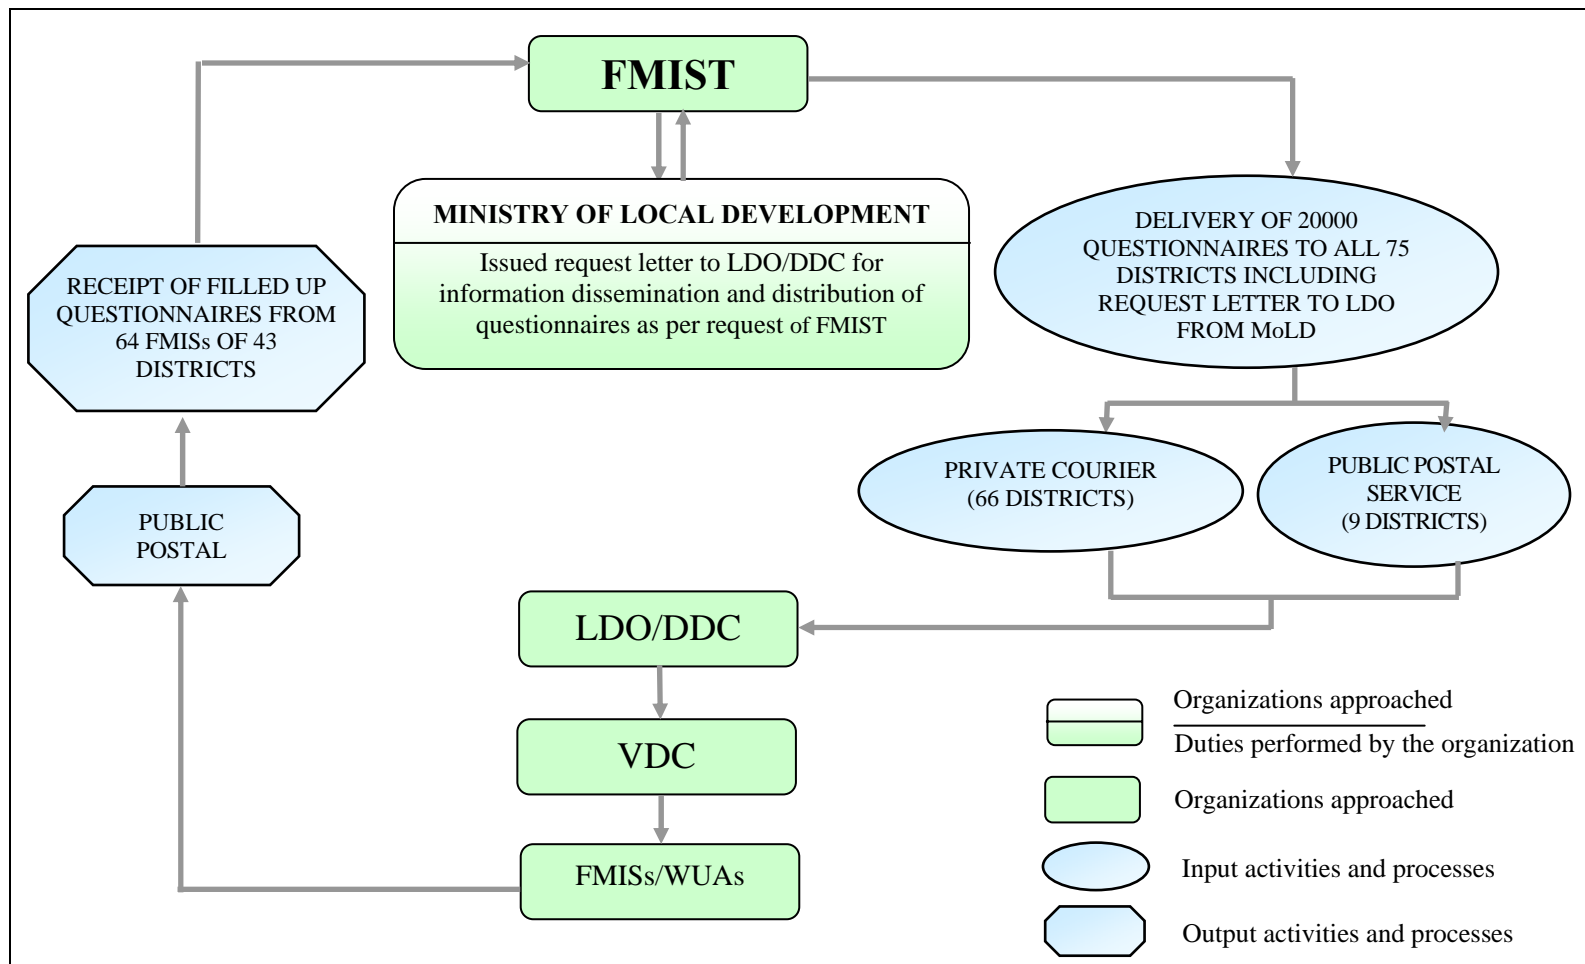 FMIST
MINISTRY OF LOCAL DEVELOPMENT
Issued request letter to LDO/DDC for
information dissemination and distribution of
questionnaires as per request of FMIST
DELIVERY OF 20000
QUESTIONNAIRES TO ALL 75
DISTRICTS INCLUDING
REQUEST LETTER TO LDO
FROM MoLD
RECEIPT OF FILLED UP
QUESTIONNAIRES FROM
64 FMISs OF 43
DISTRICTS
PRIVATE COURIER
(66 DISTRICTS)
PUBLIC POSTAL
SERVICE
(9 DISTRICTS)
PUBLIC
POSTAL
LDO/DDC
VDC
FMISs/WUAs
Organizations approached
Duties performed by the organization
Organizations approached
Input activities and processes
Output activities and processes